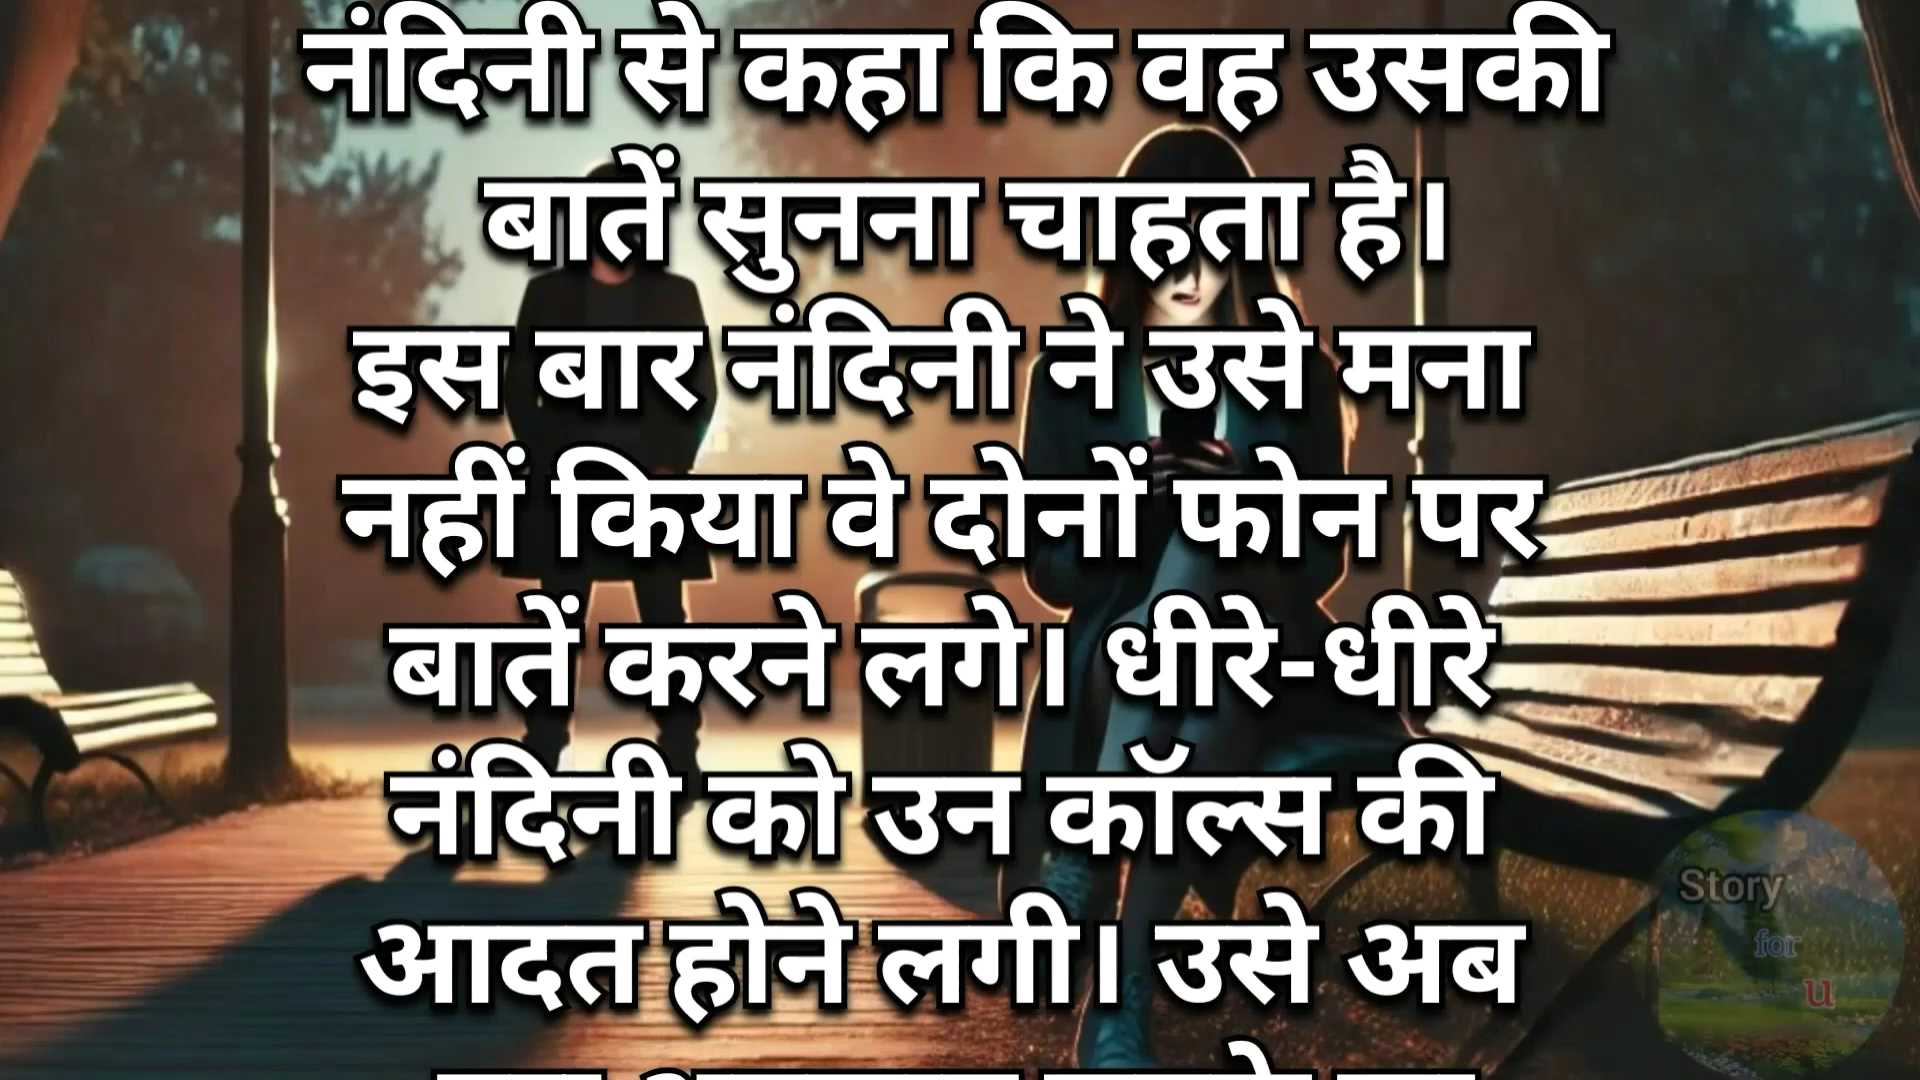 नंदिनी से कहा कि वह उसकी
बातें सुनना चाहता है।
इस बार नंदिनी ने उसे मना
नहीं किया वे दोनों फोन पर
बातें करने लगे। धीरे-धीरे
नंदिनी को उन कॉल्स की
आदत होने लगी। उसे अब
Story
for
u